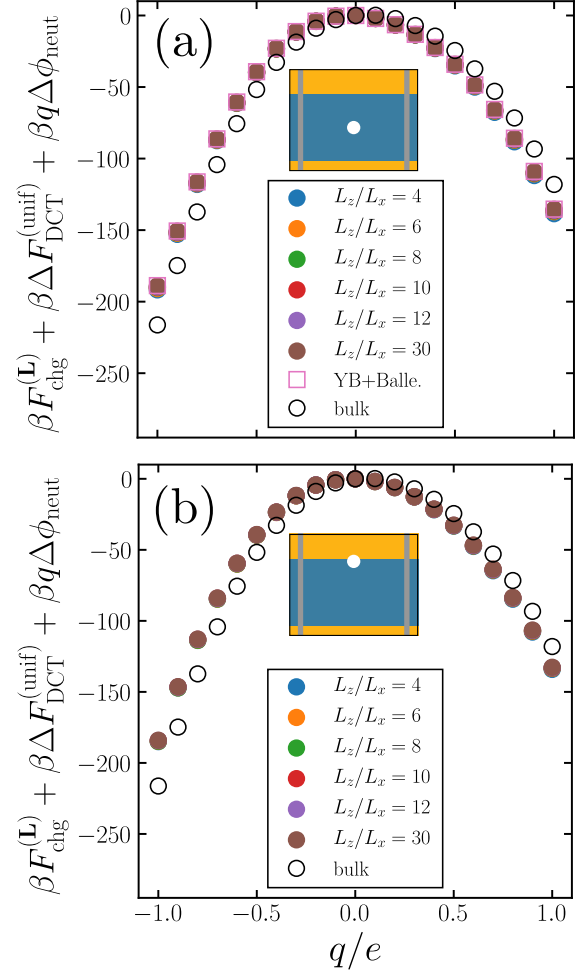 (a)
βF_chg^(L) + βΔF_DCT^(unif) + βqΔϕ_neut
0
−50
−100
−150
−200
−250
L_z/L_x = 4
L_z/L_x = 6
L_z/L_x = 8
L_z/L_x = 10
L_z/L_x = 12
L_z/L_x = 30
YB+Balle.
bulk
(b)
βF_chg^(L) + βΔF_DCT^(unif) + βqΔϕ_neut
0
−50
−100
−150
−200
−250
L_z/L_x = 4
L_z/L_x = 6
L_z/L_x = 8
L_z/L_x = 10
L_z/L_x = 12
L_z/L_x = 30
bulk
−1.0 −0.5 0.0 0.5 1.0
q/e